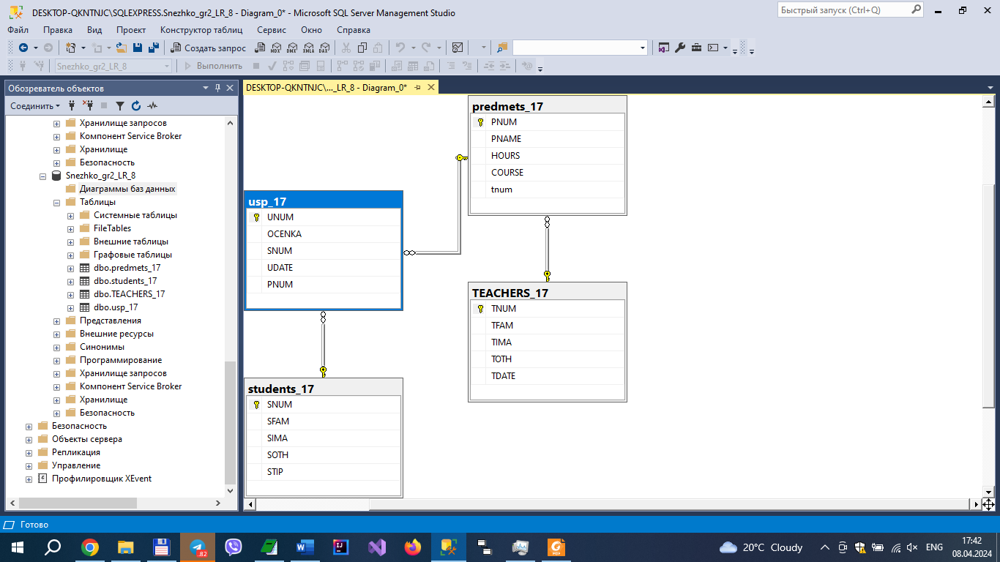 DESKTOP-QKNTNJC\SQLEXPRESS.Snezhko_gr2_LR_8 - Diagram_0* - Microsoft SQL Server Management Studio
Быстрый запуск (Ctrl+Q)
Файл Правка Вид Проект Конструктор таблиц Сервис Окно Справка
Создать запрос MDX DMX XMLA DAX
Snezhko_gr2_LR_8 Выполнить
Обозреватель объектов
Соединить
Хранилище запросов
Компонент Service Broker
Хранилище
Безопасность
Snezhko_gr2_LR_8
Диаграммы баз данных
Таблицы
Системные таблицы
FileTables
Внешние таблицы
Графовые таблицы
dbo.predmets_17
dbo.students_17
dbo.TEACHERS_17
dbo.usp_17
Представления
Внешние ресурсы
Синонимы
Программирование
Хранилище запросов
Компонент Service Broker
Хранилище
Безопасность
Безопасность
Объекты сервера
Репликация
Управление
Профилировщик XEvent
DESKTOP-QKNTNJC\..._LR_8 - Diagram_0*
predmets_17
PNUM
PNAME
HOURS
COURSE
tnum
usp_17
UNUM
OCENKA
SNUM
UDATE
PNUM
TEACHERS_17
TNUM
TFAM
TIMA
TOTH
TDATE
students_17
SNUM
SFAM
SIMA
SOTH
STIP
Готово
82
20°C Cloudy
ENG
17:42
08.04.2024